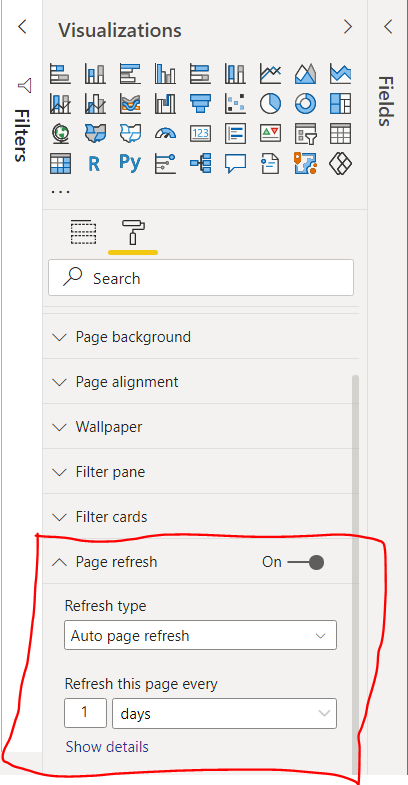 Visualizations
Filters
Fields
123
R
Py
...
Search
Page background
Page alignment
Wallpaper
Filter pane
Filter cards
Page refresh On
Refresh type
Auto page refresh
Refresh this page every
1 days
Show details